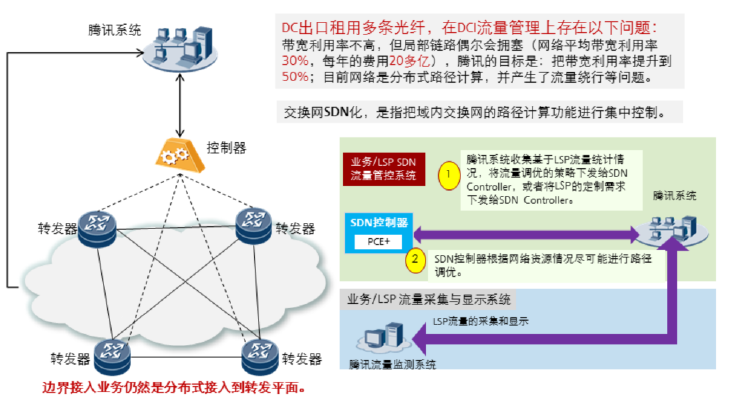 腾讯系统
控制器
转发器
转发器
转发器
转发器
边界接入业务仍然是分布式接入到转发平面。
DC出口租用多条光纤，在DCI流量管理上存在以下问题：
带宽利用率不高，但局部链路偶尔会拥塞（网络平均带宽利用率
30%，每年的费用20多亿），腾讯的目标是：把带宽利用率提升到
50%；目前网络是分布式路径计算，并产生了流量绕行等问题。
交换网SDN化，是指把域内交换网的路径计算功能进行集中控制。
业务/LSP SDN
流量管控系统
1
腾讯系统收集基于LSP流量统计情
况，将流量调优的策略下发给SDN
Controller，或者将LSP的定制需求
下发给SDN Controller。
腾讯系统
SDN控制器
PCE+
2
SDN控制器根据网络资源情况尽可能进行路径
调优。
业务/LSP 流量采集与显示系统
LSP流量的采集和显示
腾讯流量监测系统